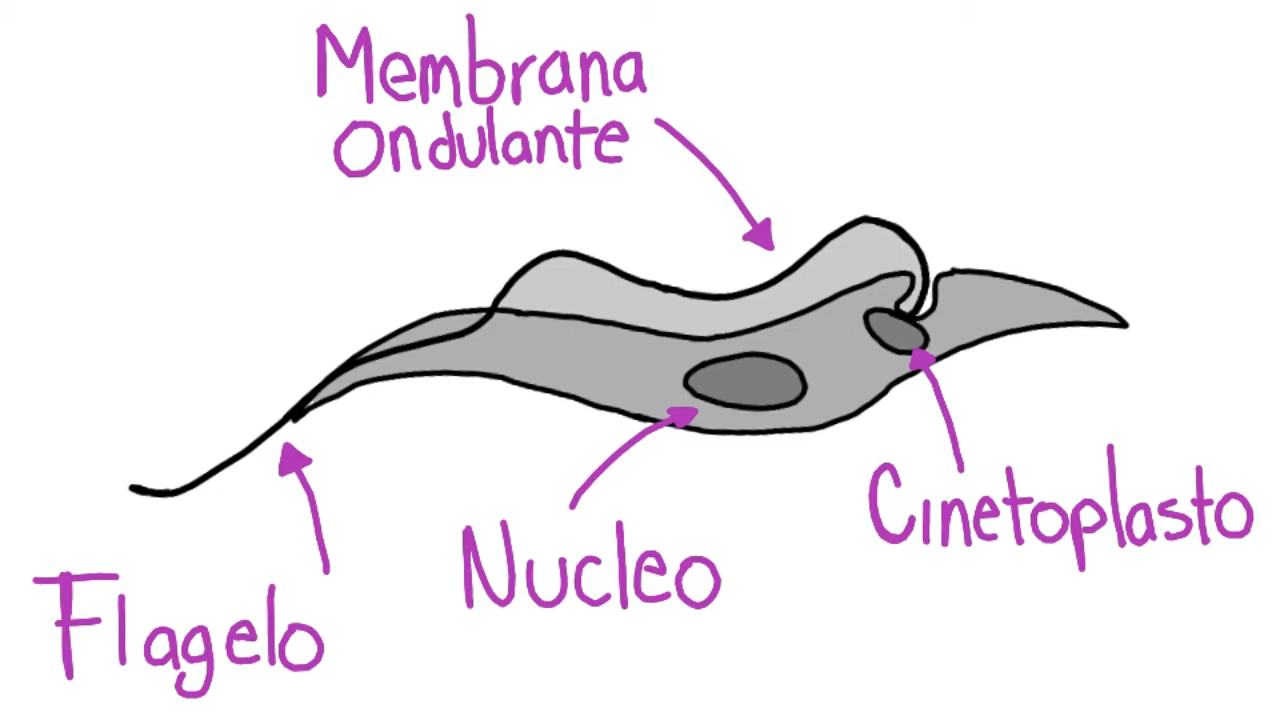 Membrana
Ondulante
Cinetoplasto
Nucleo
Flagelo